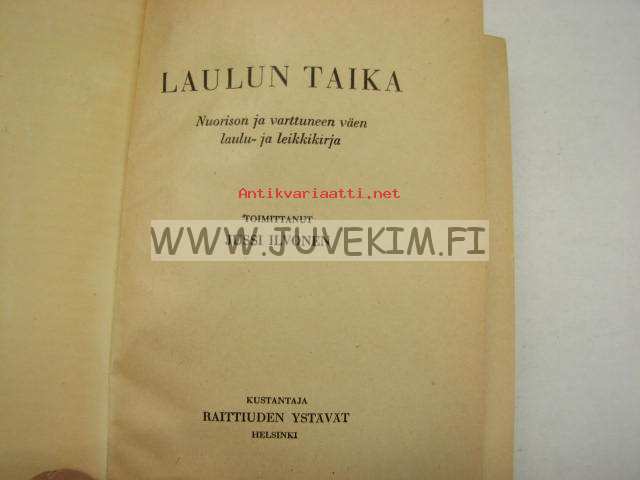 LAULUN TAIKA
Nuorison ja varttuneen väen
laulu- ja leikkikirja
Antikvariaatti.net
TOIMITTANUT
WWW.JUVEKIM.FI
JUSSI ILVONEN
KUSTANTAJA
RAITTIUDEN YSTÄVÄT
HELSINKI